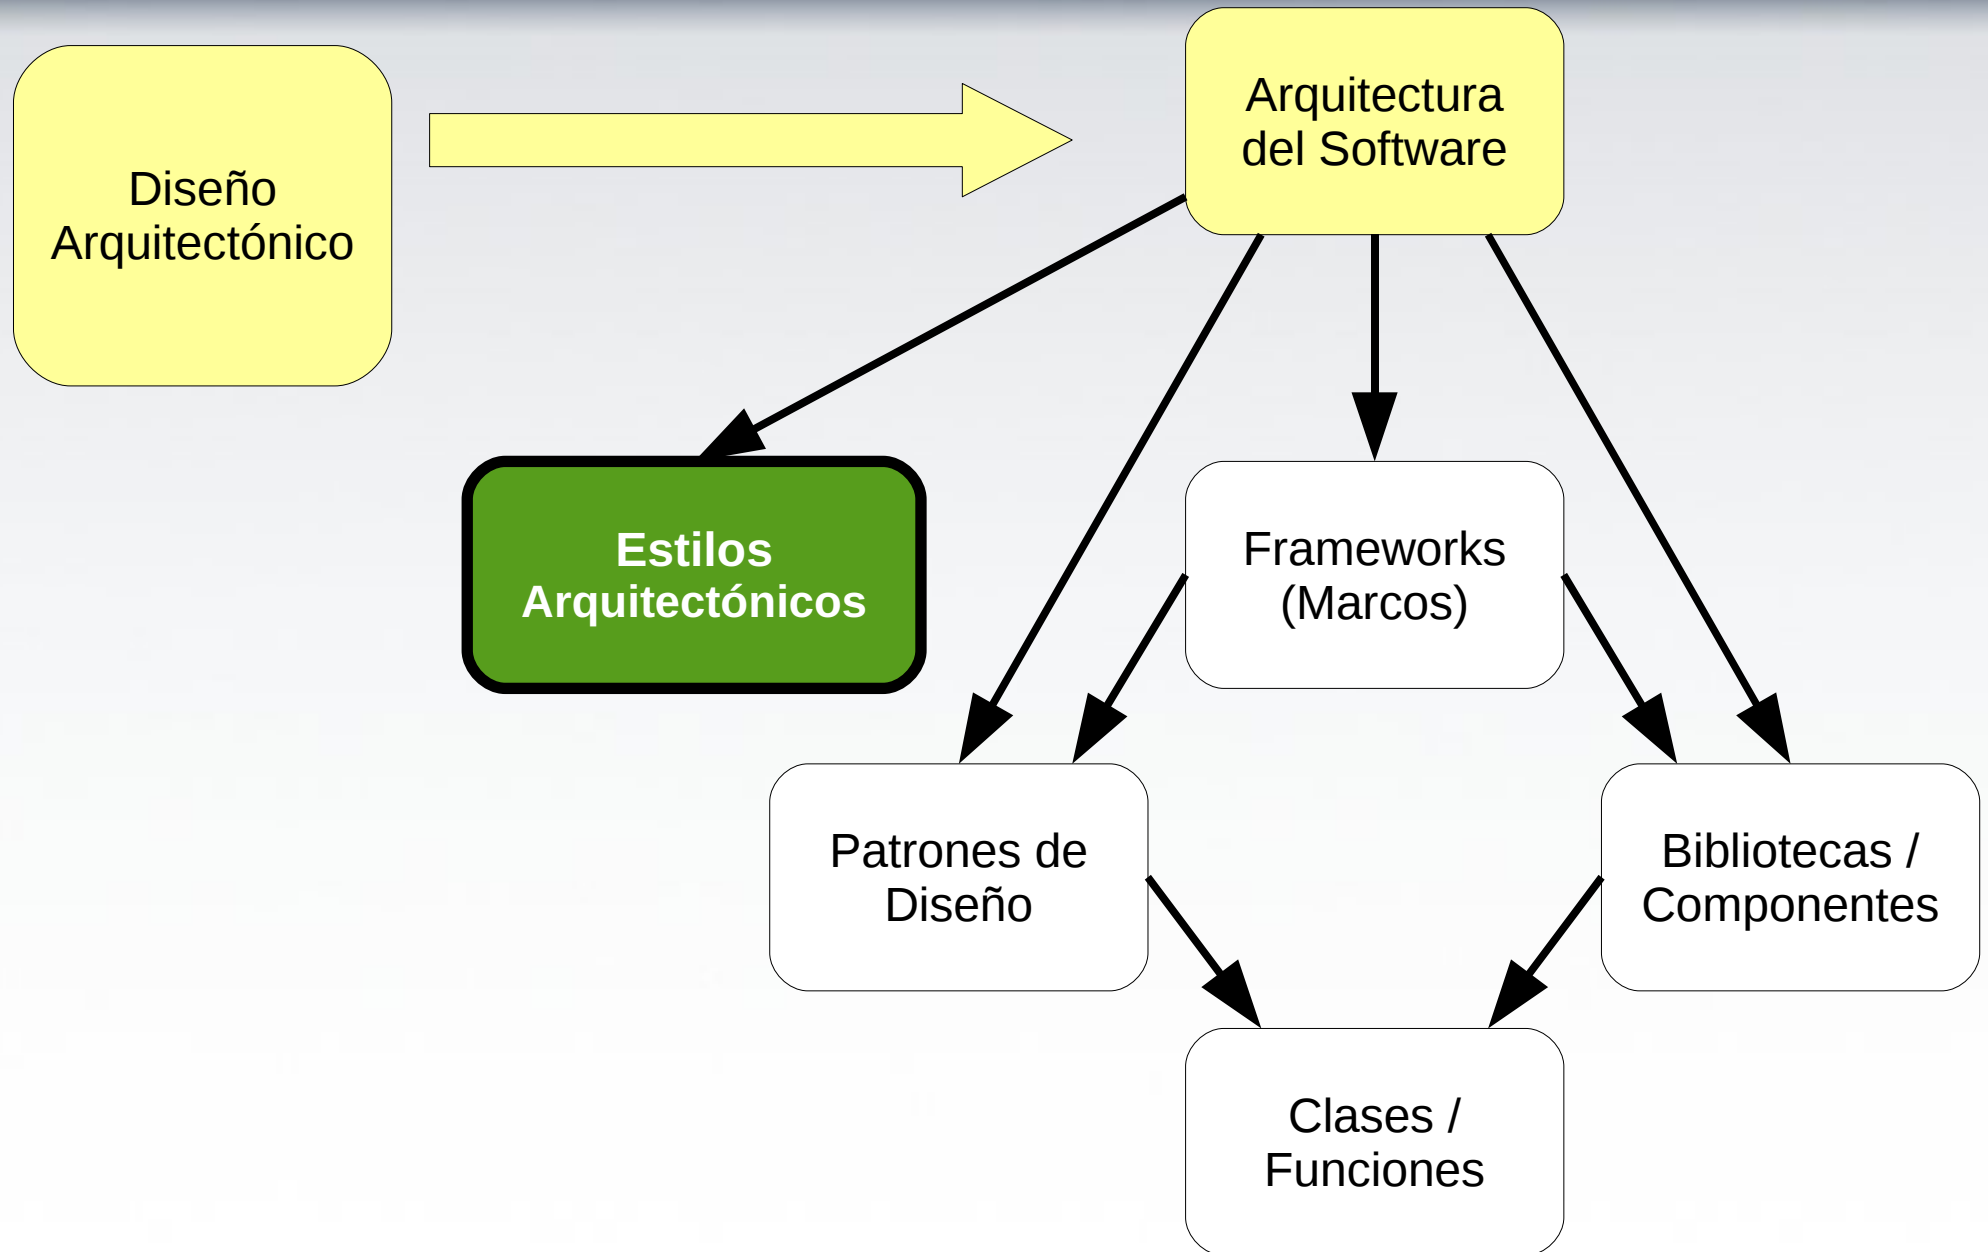 Diseño
Arquitectónico
Arquitectura
del Software
Estilos
Arquitectónicos
Frameworks
(Marcos)
Patrones de
Diseño
Bibliotecas /
Componentes
Clases /
Funciones